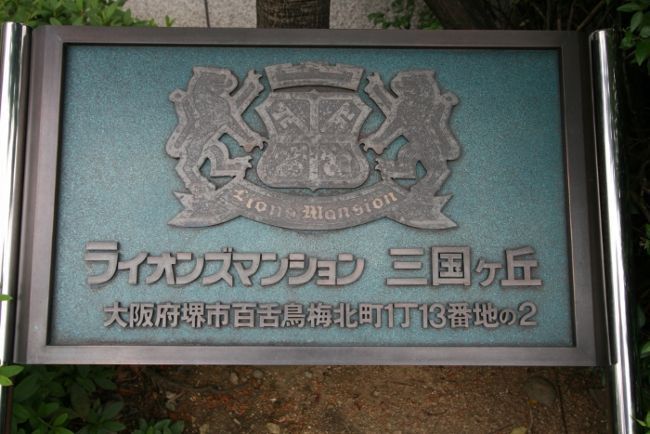 Lions Mansion
ライオンズマンション 三国ヶ丘
大阪府堺市百舌鳥梅北町1丁13番地の2